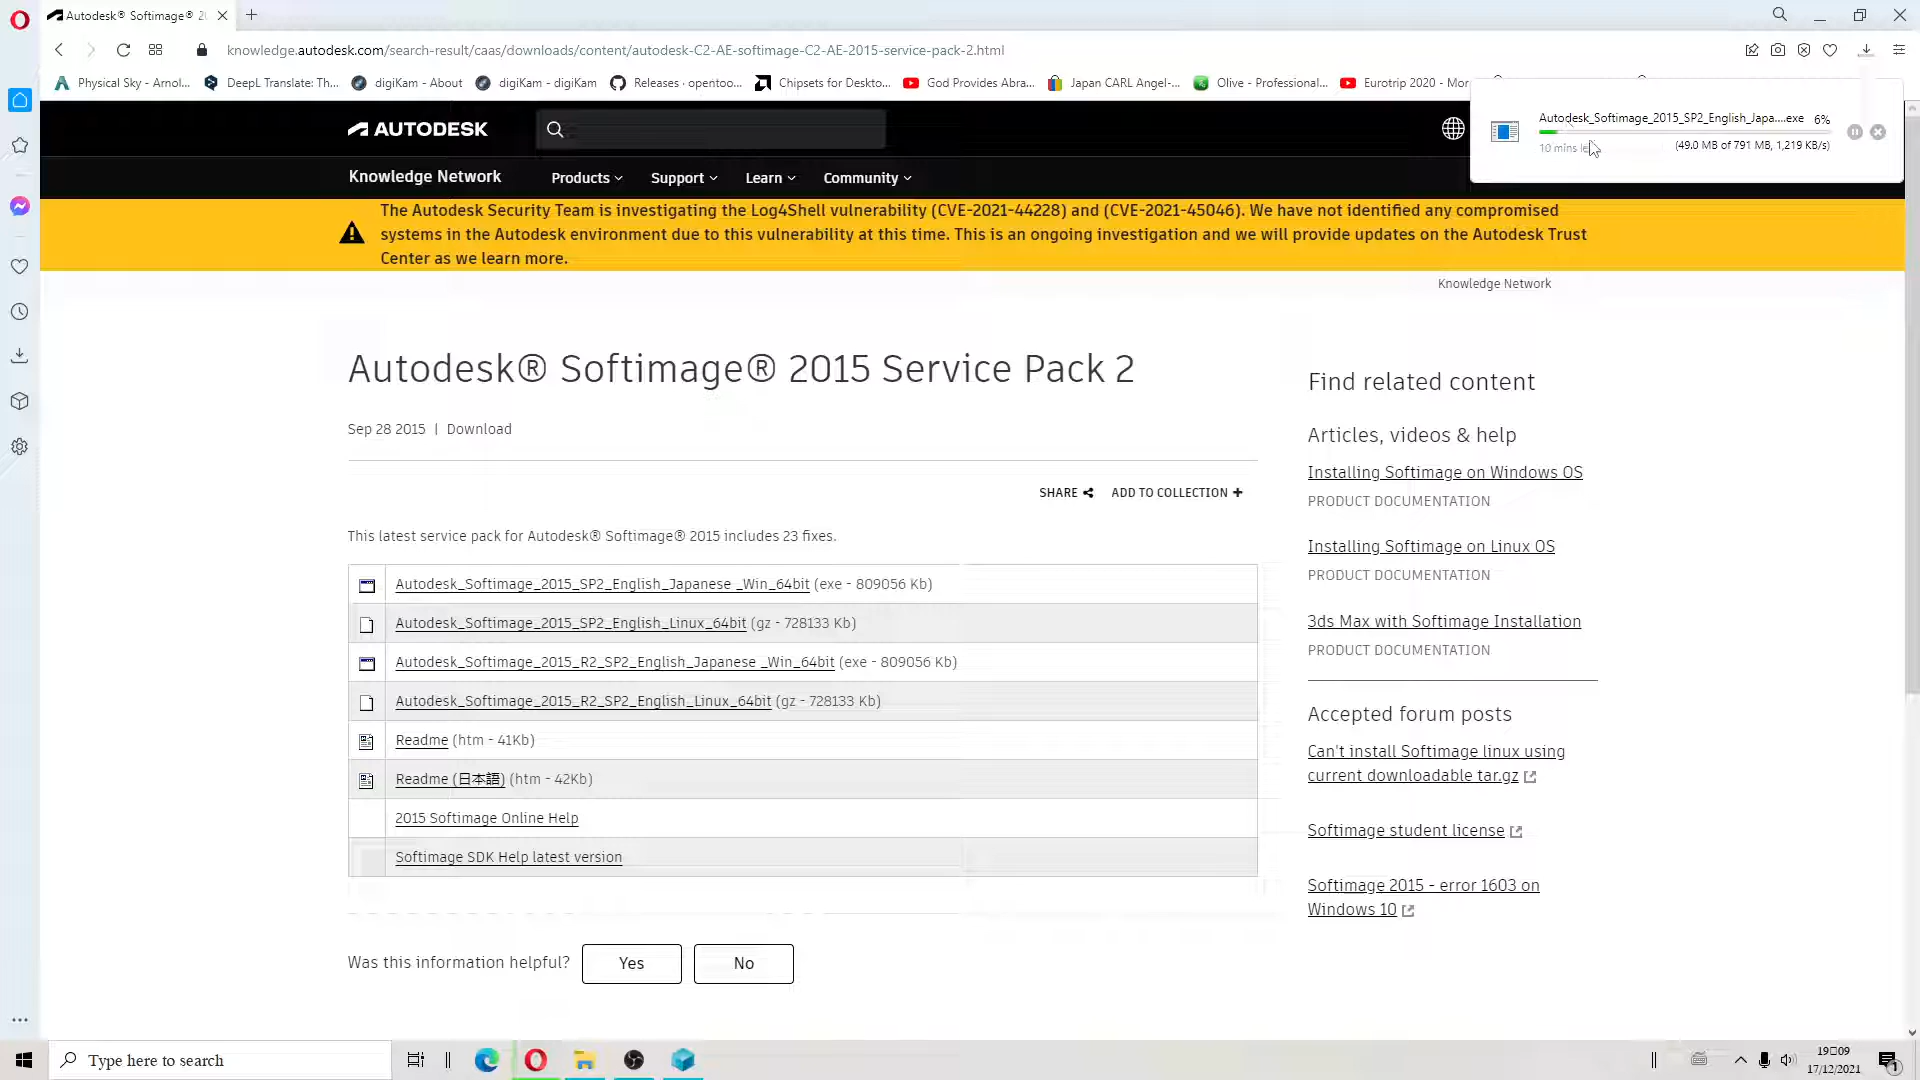 Autodesk® Softimage® 2
knowledge.autodesk.com/search-result/caas/downloads/content/autodesk-C2-AE-softimage-C2-AE-2015-service-pack-2.html
Physical Sky - Arnol...
DeepL Translate: Th...
digiKam - About
digiKam - digiKam
Releases · opentoo...
Chipsets for Deskto...
God Provides Abra...
Japan CARL Angel-...
Olive - Professional...
Eurotrip 2020 - Mor
Autodesk_Softimage_2015_SP2_English_Japa....exe 6%
10 mins
(49.0 MB of 791 MB, 1,219 KB/s)
AUTODESK
Knowledge Network
Products
Support
Learn
Community
The Autodesk Security Team is investigating the Log4Shell vulnerability (CVE-2021-44228) and (CVE-2021-45046). We have not identified any compromised
systems in the Autodesk environment due to this vulnerability at this time. This is an ongoing investigation and we will provide updates on the Autodesk Trust
Center as we learn more.
Knowledge Network
Autodesk® Softimage® 2015 Service Pack 2
Sep 28 2015 | Download
SHARE
ADD TO COLLECTION +
This latest service pack for Autodesk® Softimage® 2015 includes 23 fixes.
Autodesk_Softimage_2015_SP2_English_Japanese _Win_64bit (exe - 809056 Kb)
Autodesk_Softimage_2015_SP2_English_Linux_64bit (gz - 728133 Kb)
Autodesk_Softimage_2015_R2_SP2_English_Japanese _Win_64bit (exe - 809056 Kb)
Autodesk_Softimage_2015_R2_SP2_English_Linux_64bit (gz - 728133 Kb)
Readme (htm - 41Kb)
Readme (日本語) (htm - 42Kb)
2015 Softimage Online Help
Softimage SDK Help latest version
Was this information helpful?
Yes
No
Find related content
Articles, videos & help
Installing Softimage on Windows OS
PRODUCT DOCUMENTATION
Installing Softimage on Linux OS
PRODUCT DOCUMENTATION
3ds Max with Softimage Installation
PRODUCT DOCUMENTATION
Accepted forum posts
Can't install Softimage linux using
current downloadable tar.gz
Softimage student license
Softimage 2015 - error 1603 on
Windows 10
Type here to search
19▯09
17/12/2021
1